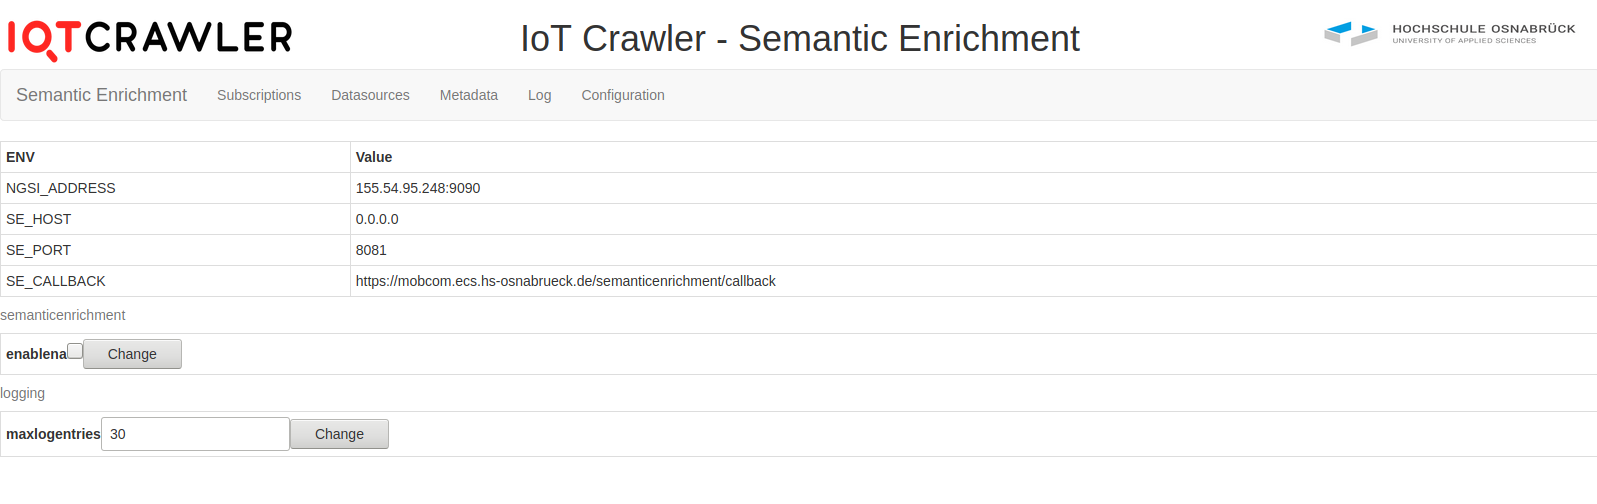 IOTCRAWLER
IoT Crawler - Semantic Enrichment
HOCHSCHULE OSNABRÜCK
UNIVERSITY OF APPLIED SCIENCES
Semantic Enrichment Subscriptions Datasources Metadata Log Configuration
ENV Value
NGSI_ADDRESS 155.54.95.248:9090
SE_HOST 0.0.0.0
SE_PORT 8081
SE_CALLBACK https://mobcom.ecs.hs-osnabrueck.de/semanticenrichment/callback
semanticenrichment
enablena Change
logging
maxlogentries 30 Change